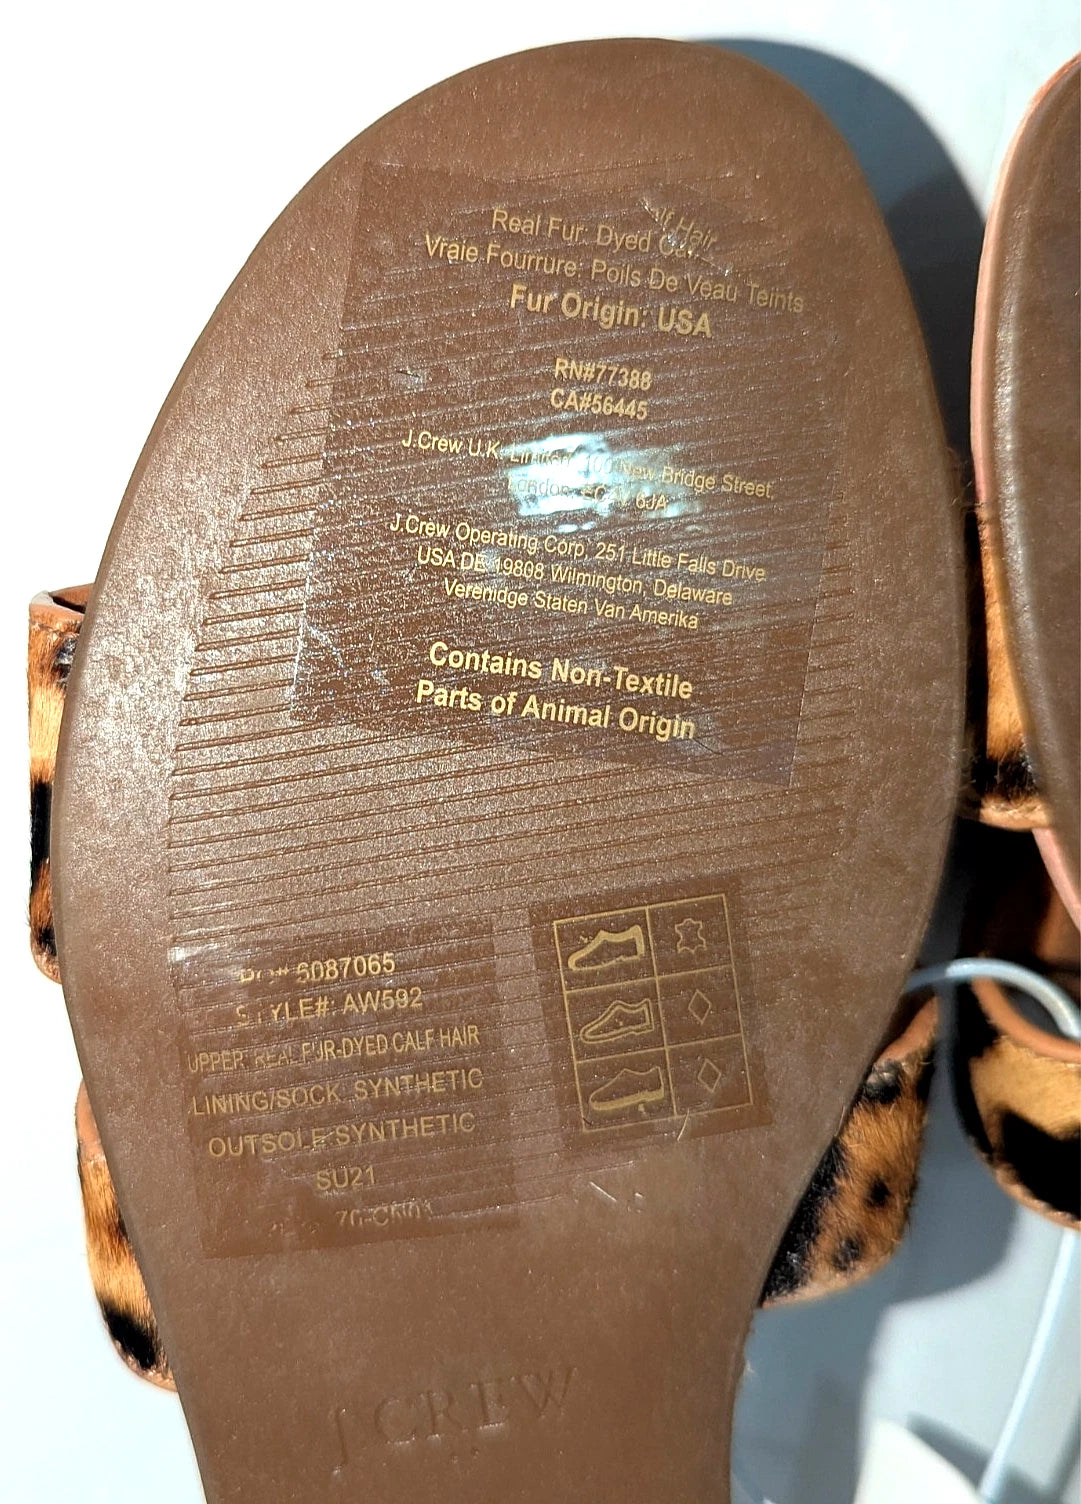 Real Fur: Dyed Calf Hair
Vraie Fourrure: Poils De Veau Teints
Fur Origin: USA
RN#77388
CA#56445
J.Crew U.K. Limited 100 New Bridge Street,
London, EC4V 6JA
J.Crew Operating Corp, 251 Little Falls Drive
USA DE 19808 Wilmington, Delaware
Verenidge Staten Van Amerika
Contains Non-Textile
Parts of Animal Origin
6087065
STYLE#: AW592
UPPER: REAL FUR-DYED CALF HAIR
LINING/SOCK SYNTHETIC
OUTSOLE SYNTHETIC
SU21
J.CREW